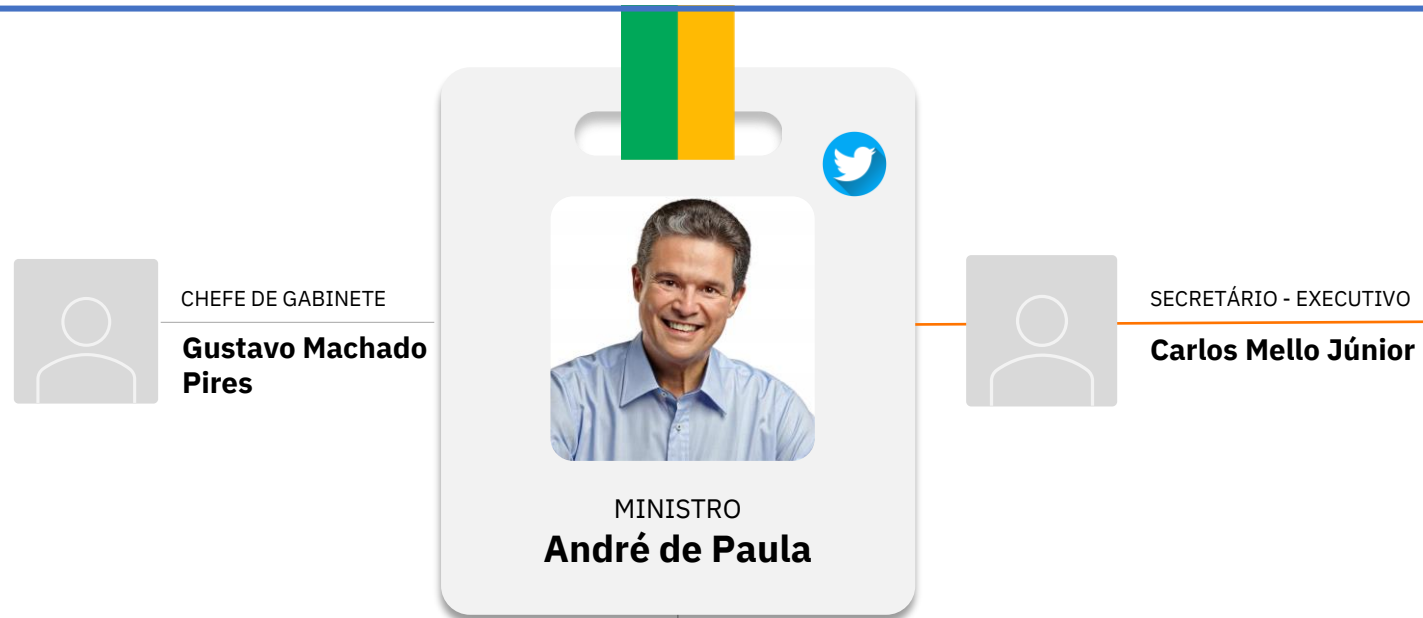 CHEFE DE GABINETE
Gustavo Machado
Pires
MINISTRO
André de Paula
SECRETÁRIO - EXECUTIVO
Carlos Mello Júnior